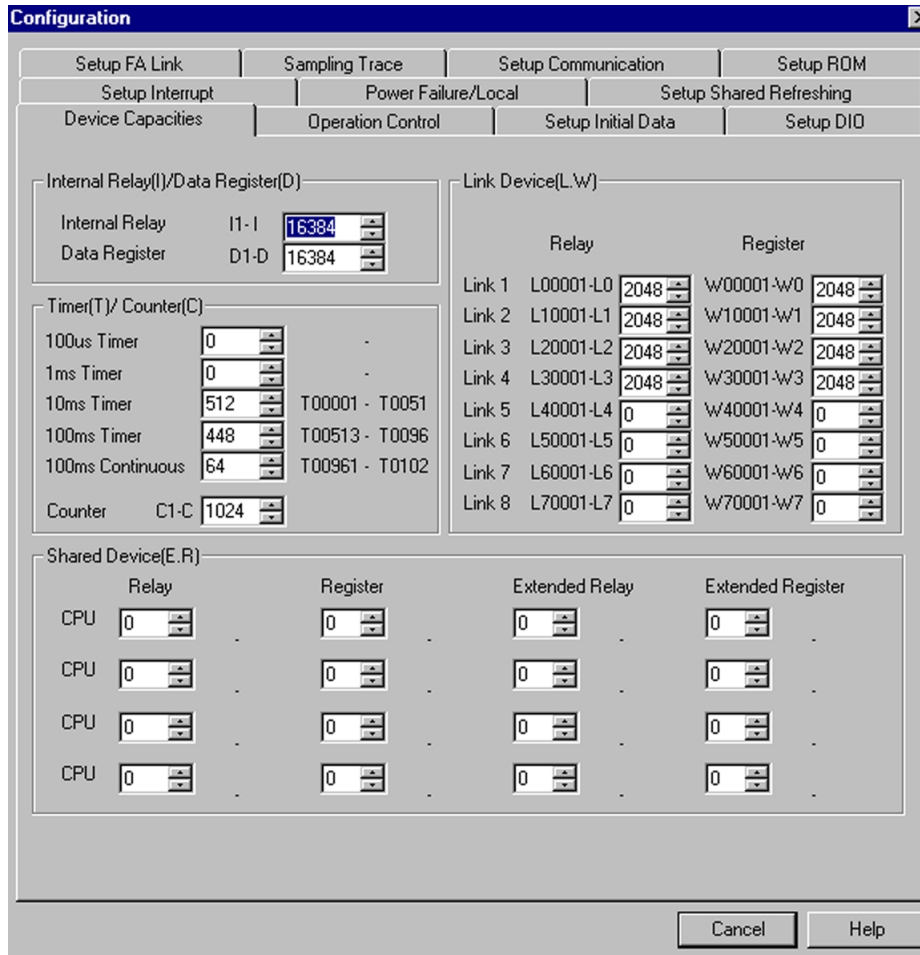 Configuration
Setup FA Link Sampling Trace Setup Communication Setup ROM
Setup Interrupt Power Failure/Local Setup Shared Refreshing
Device Capacities Operation Control Setup Initial Data Setup DIO
Internal Relay(I)/Data Register(D)
Internal Relay I1-I 16384
Data Register D1-D 16384
Timer(T)/ Counter(C)
100us Timer 0 -
1ms Timer 0 -
10ms Timer 512 T00001 - T0051
100ms Timer 448 T00513 - T0096
100ms Continuous 64 T00961 - T0102
Counter C1-C 1024
Link Device(L.W)
Relay Register
Link 1 L00001-L0 2048 W00001-W0 2048
Link 2 L10001-L1 2048 W10001-W1 2048
Link 3 L20001-L2 2048 W20001-W2 2048
Link 4 L30001-L3 2048 W30001-W3 2048
Link 5 L40001-L4 0 W40001-W4 0
Link 6 L50001-L5 0 W50001-W5 0
Link 7 L60001-L6 0 W60001-W6 0
Link 8 L70001-L7 0 W70001-W7 0
Shared Device(E.R)
Relay Register Extended Relay Extended Register
CPU 0 - 0 - 0 - 0 -
CPU 0 - 0 - 0 - 0 -
CPU 0 - 0 - 0 - 0 -
CPU 0 - 0 - 0 - 0 -
Cancel Help